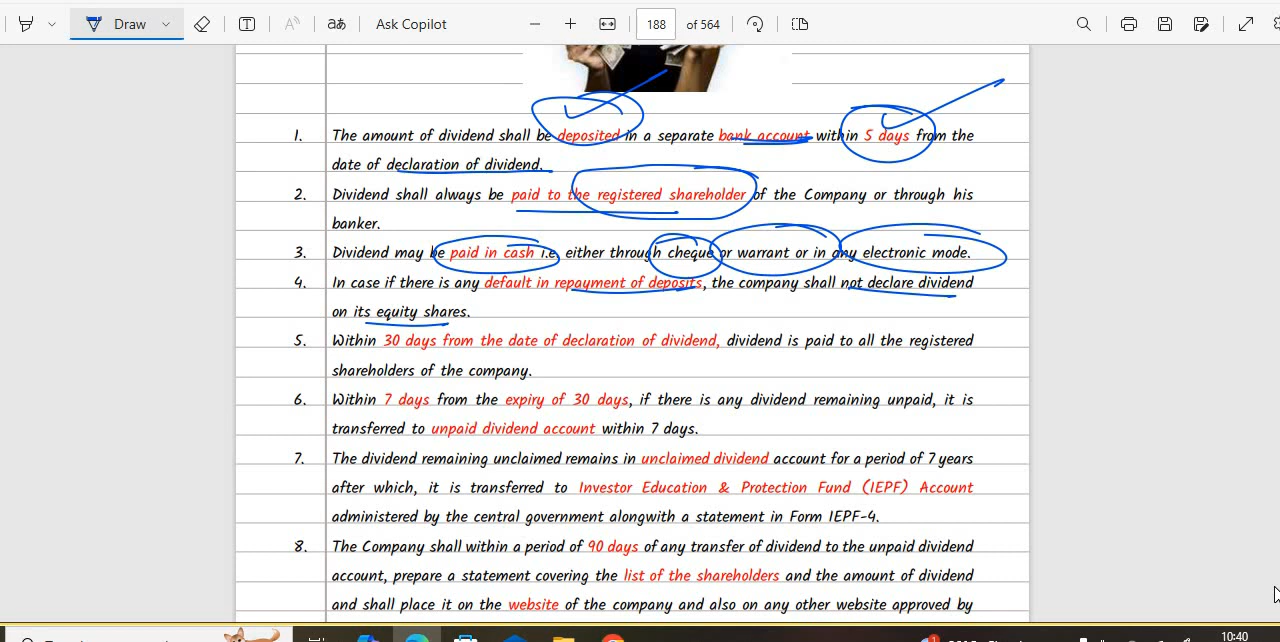 Draw
aあ
Ask Copilot
188 of 564
1. The amount of dividend shall be deposited in a separate bank account within 5 days from the
date of declaration of dividend.
2. Dividend shall always be paid to the registered shareholder of the Company or through his
banker.
3. Dividend may be paid in cash i.e. either through cheque or warrant or in any electronic mode.
4. In case if there is any default in repayment of deposits, the company shall not declare dividend
on its equity shares.
5. Within 30 days from the date of declaration of dividend, dividend is paid to all the registered
shareholders of the company.
6. Within 7 days from the expiry of 30 days, if there is any dividend remaining unpaid, it is
transferred to unpaid dividend account within 7 days.
7. The dividend remaining unclaimed remains in unclaimed dividend account for a period of 7 years
after which, it is transferred to Investor Education & Protection Fund (IEPF) Account
administered by the central government alongwith a statement in Form IEPF-4.
8. The Company shall within a period of 90 days of any transfer of dividend to the unpaid dividend
account, prepare a statement covering the list of the shareholders and the amount of dividend
and shall place it on the website of the company and also on any other website approved by
10:40